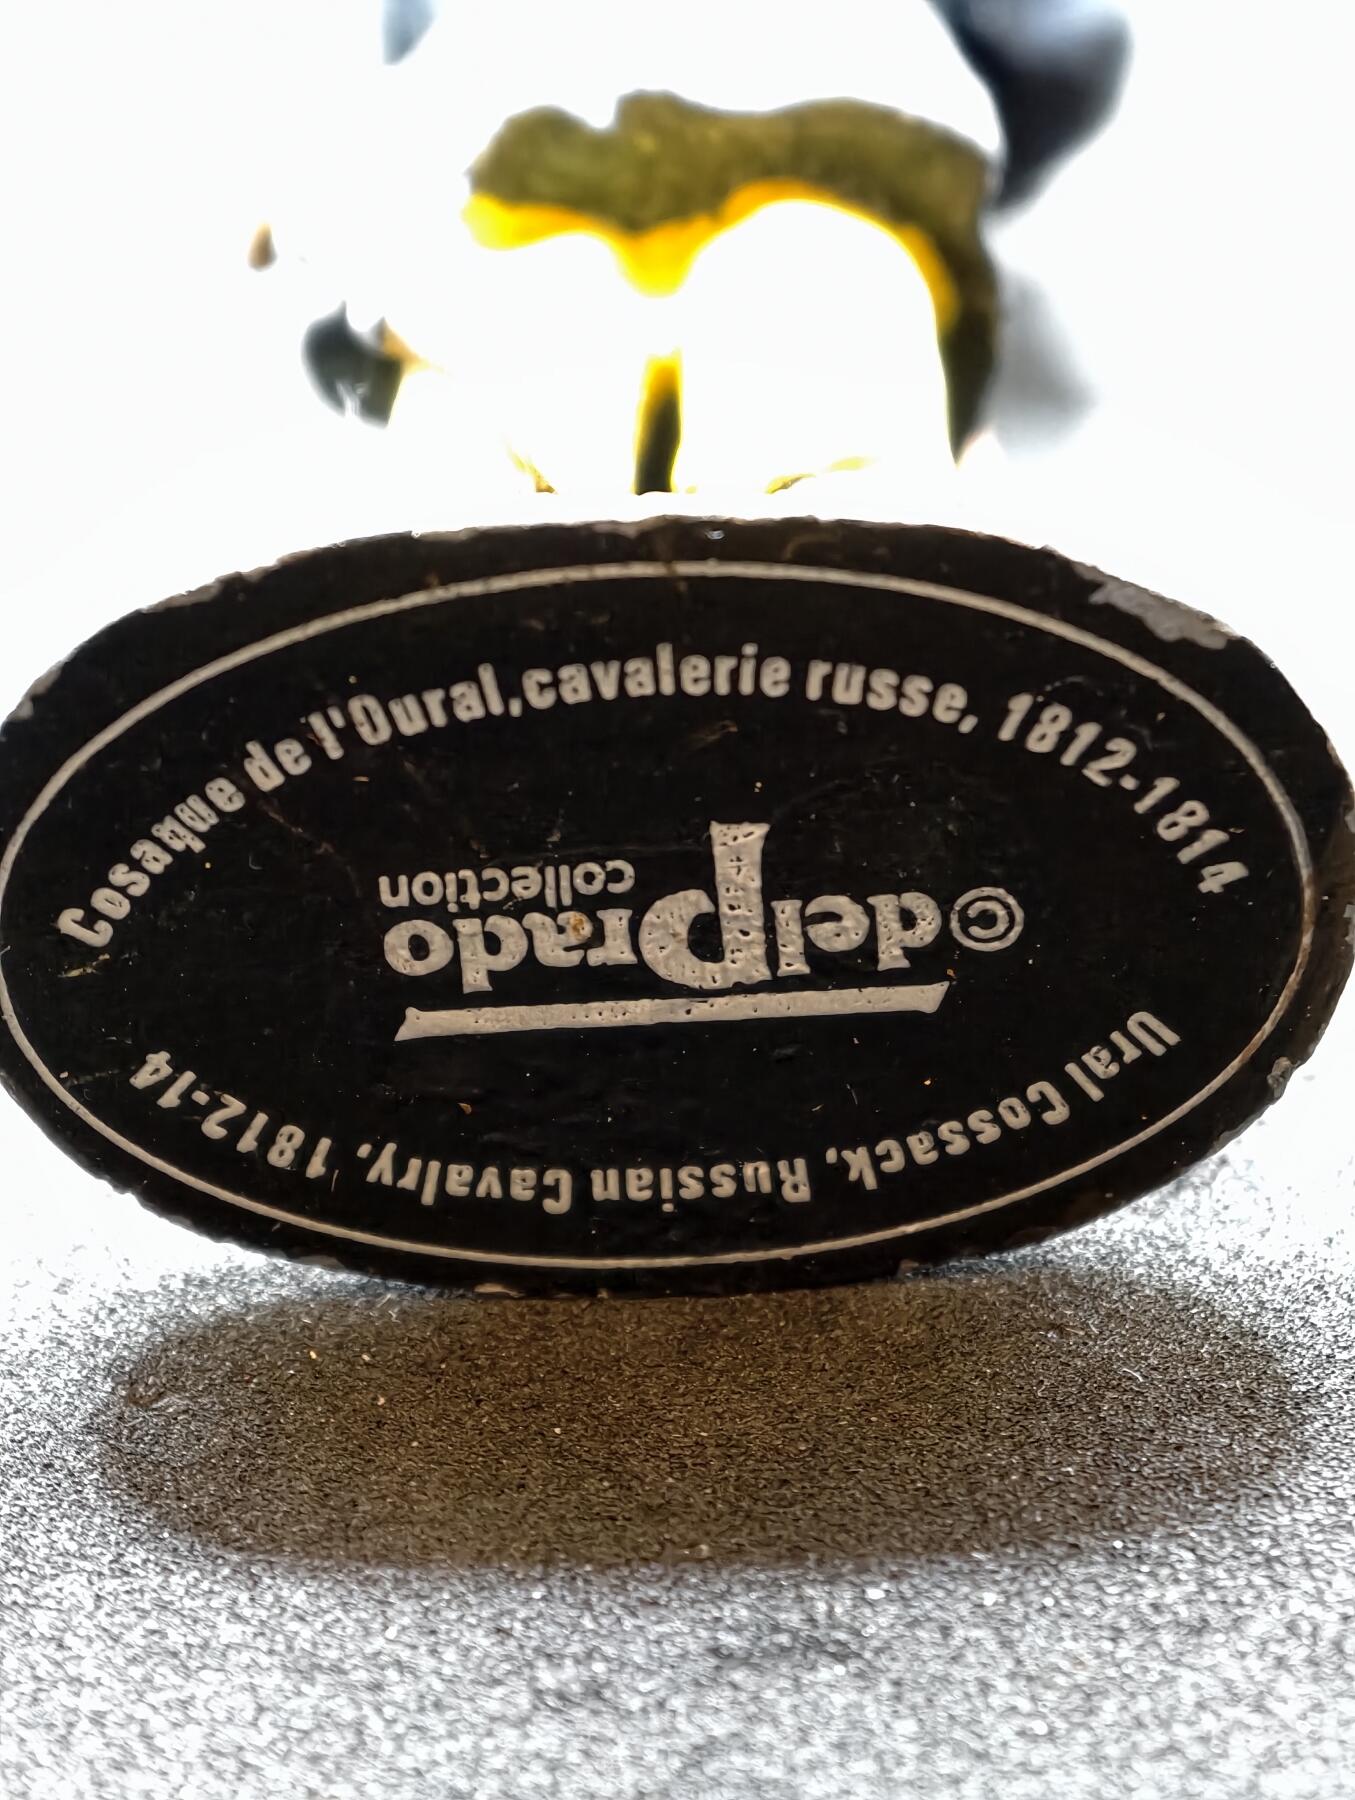 Cosaque de l'Oural, cavalerie russe, 1812-1814
©delPrado
collection
Ural Cossack, Russian Cavalry, 1812-14